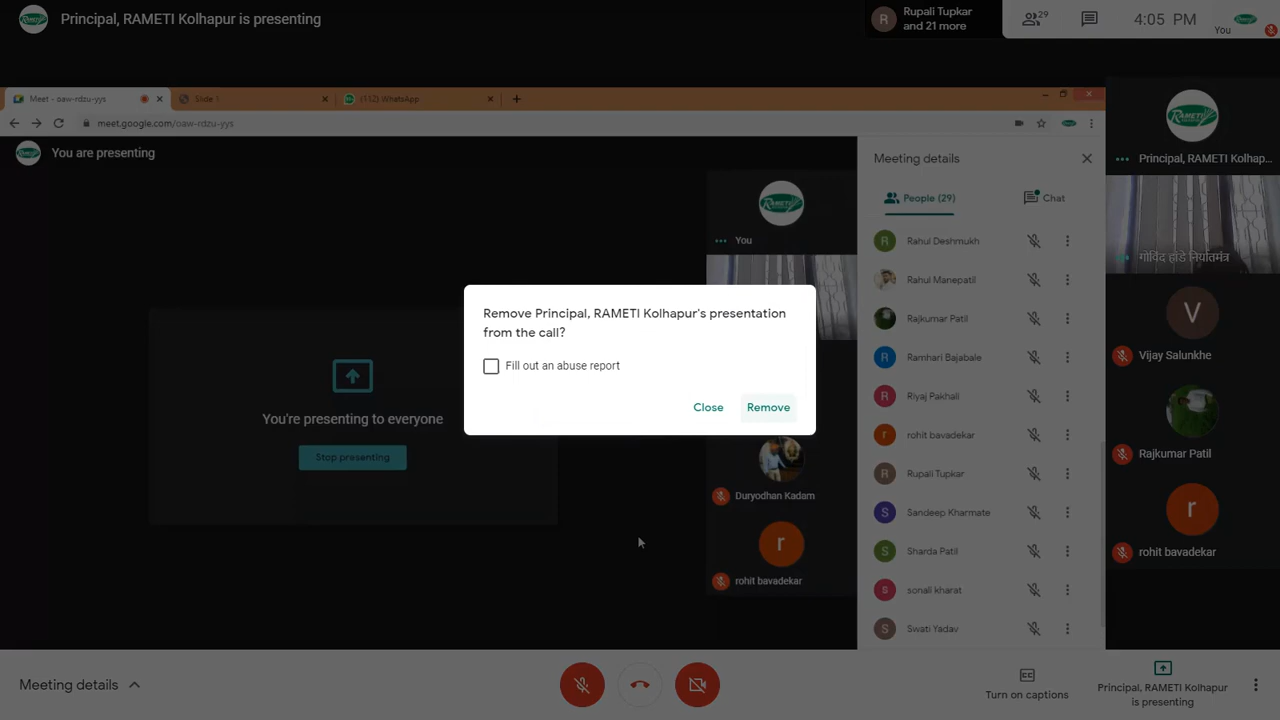 Principal, RAMETI Kolhapur is presenting
Rupali Tupkar
and 21 more
29
4:05 PM
You
Meet - oaw-rdzu-yys
Slide 1
(112) WhatsApp
meet.google.com/oaw-rdzu-yys
You are presenting
Meeting details
People (29)
Chat
You
Rahul Deshmukh
Rahul Manepatil
Rajkumar Patil
Ramhari Bajabale
Riyaj Pakhali
rohit bavadekar
Rupali Tupkar
Sandeep Kharmate
Sharda Patil
sonali kharat
Swati Yadav
You're presenting to everyone
Stop presenting
Remove Principal, RAMETI Kolhapur's presentation
from the call?
Fill out an abuse report
Close
Remove
Duryodhan Kadam
r
rohit bavadekar
RAMETI
Principal, RAMETI Kolhap...
गोविंद हांडे निर्यातमंत्र
V
Vijay Salunkhe
Rajkumar Patil
r
rohit bavadekar
Meeting details
Turn on captions
Principal, RAMETI Kolhapur
is presenting